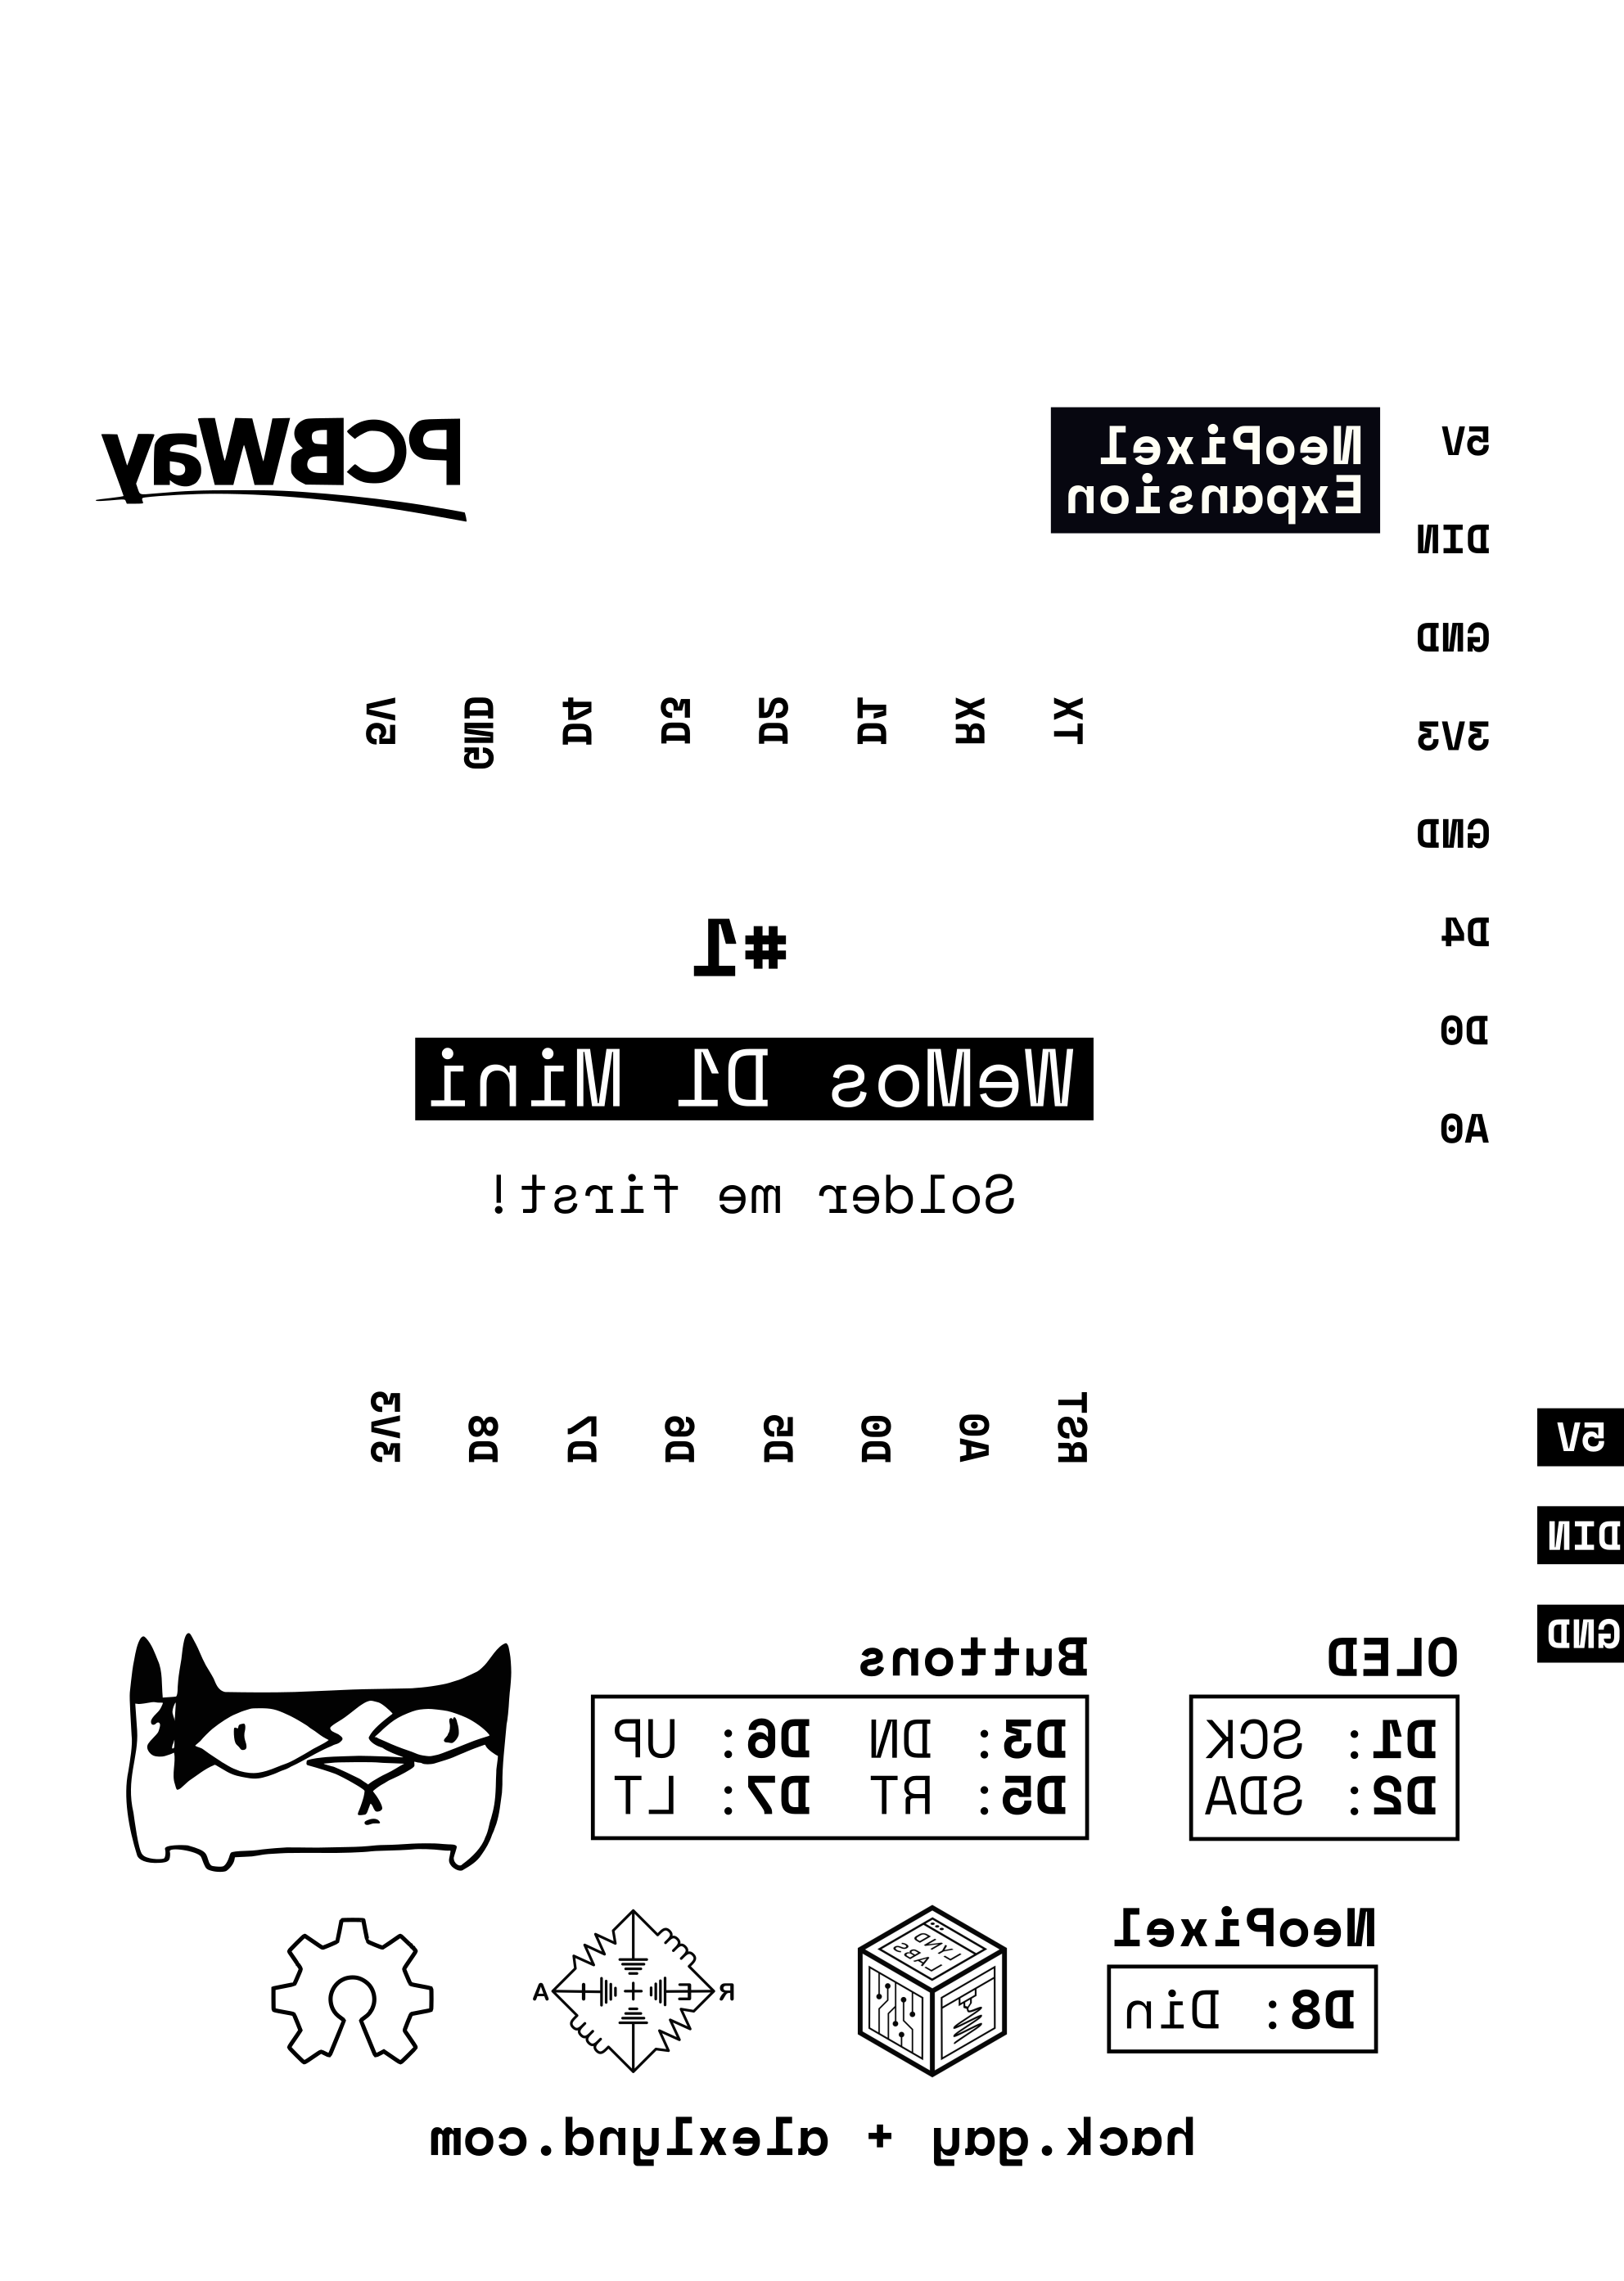 PCBWay
NeoPixel
Expansion
5V
DIN
GND
3V3
GND
D4
D0
A0
TX
RX
D1
D2
D3
D4
GND
5V
#1
WeMos D1 Mini
Solder me first!
RST
A0
D0
D5
D6
D7
D8
3V3
5V
DIN
GND
OLED
D1: SCK
D2: SDA
Buttons
D3: DN D6: UP
D5: RT D7: LT
NeoPixel
D8: Din
LYND
LABS
R E + H A
hack.gay + alexlynd.com